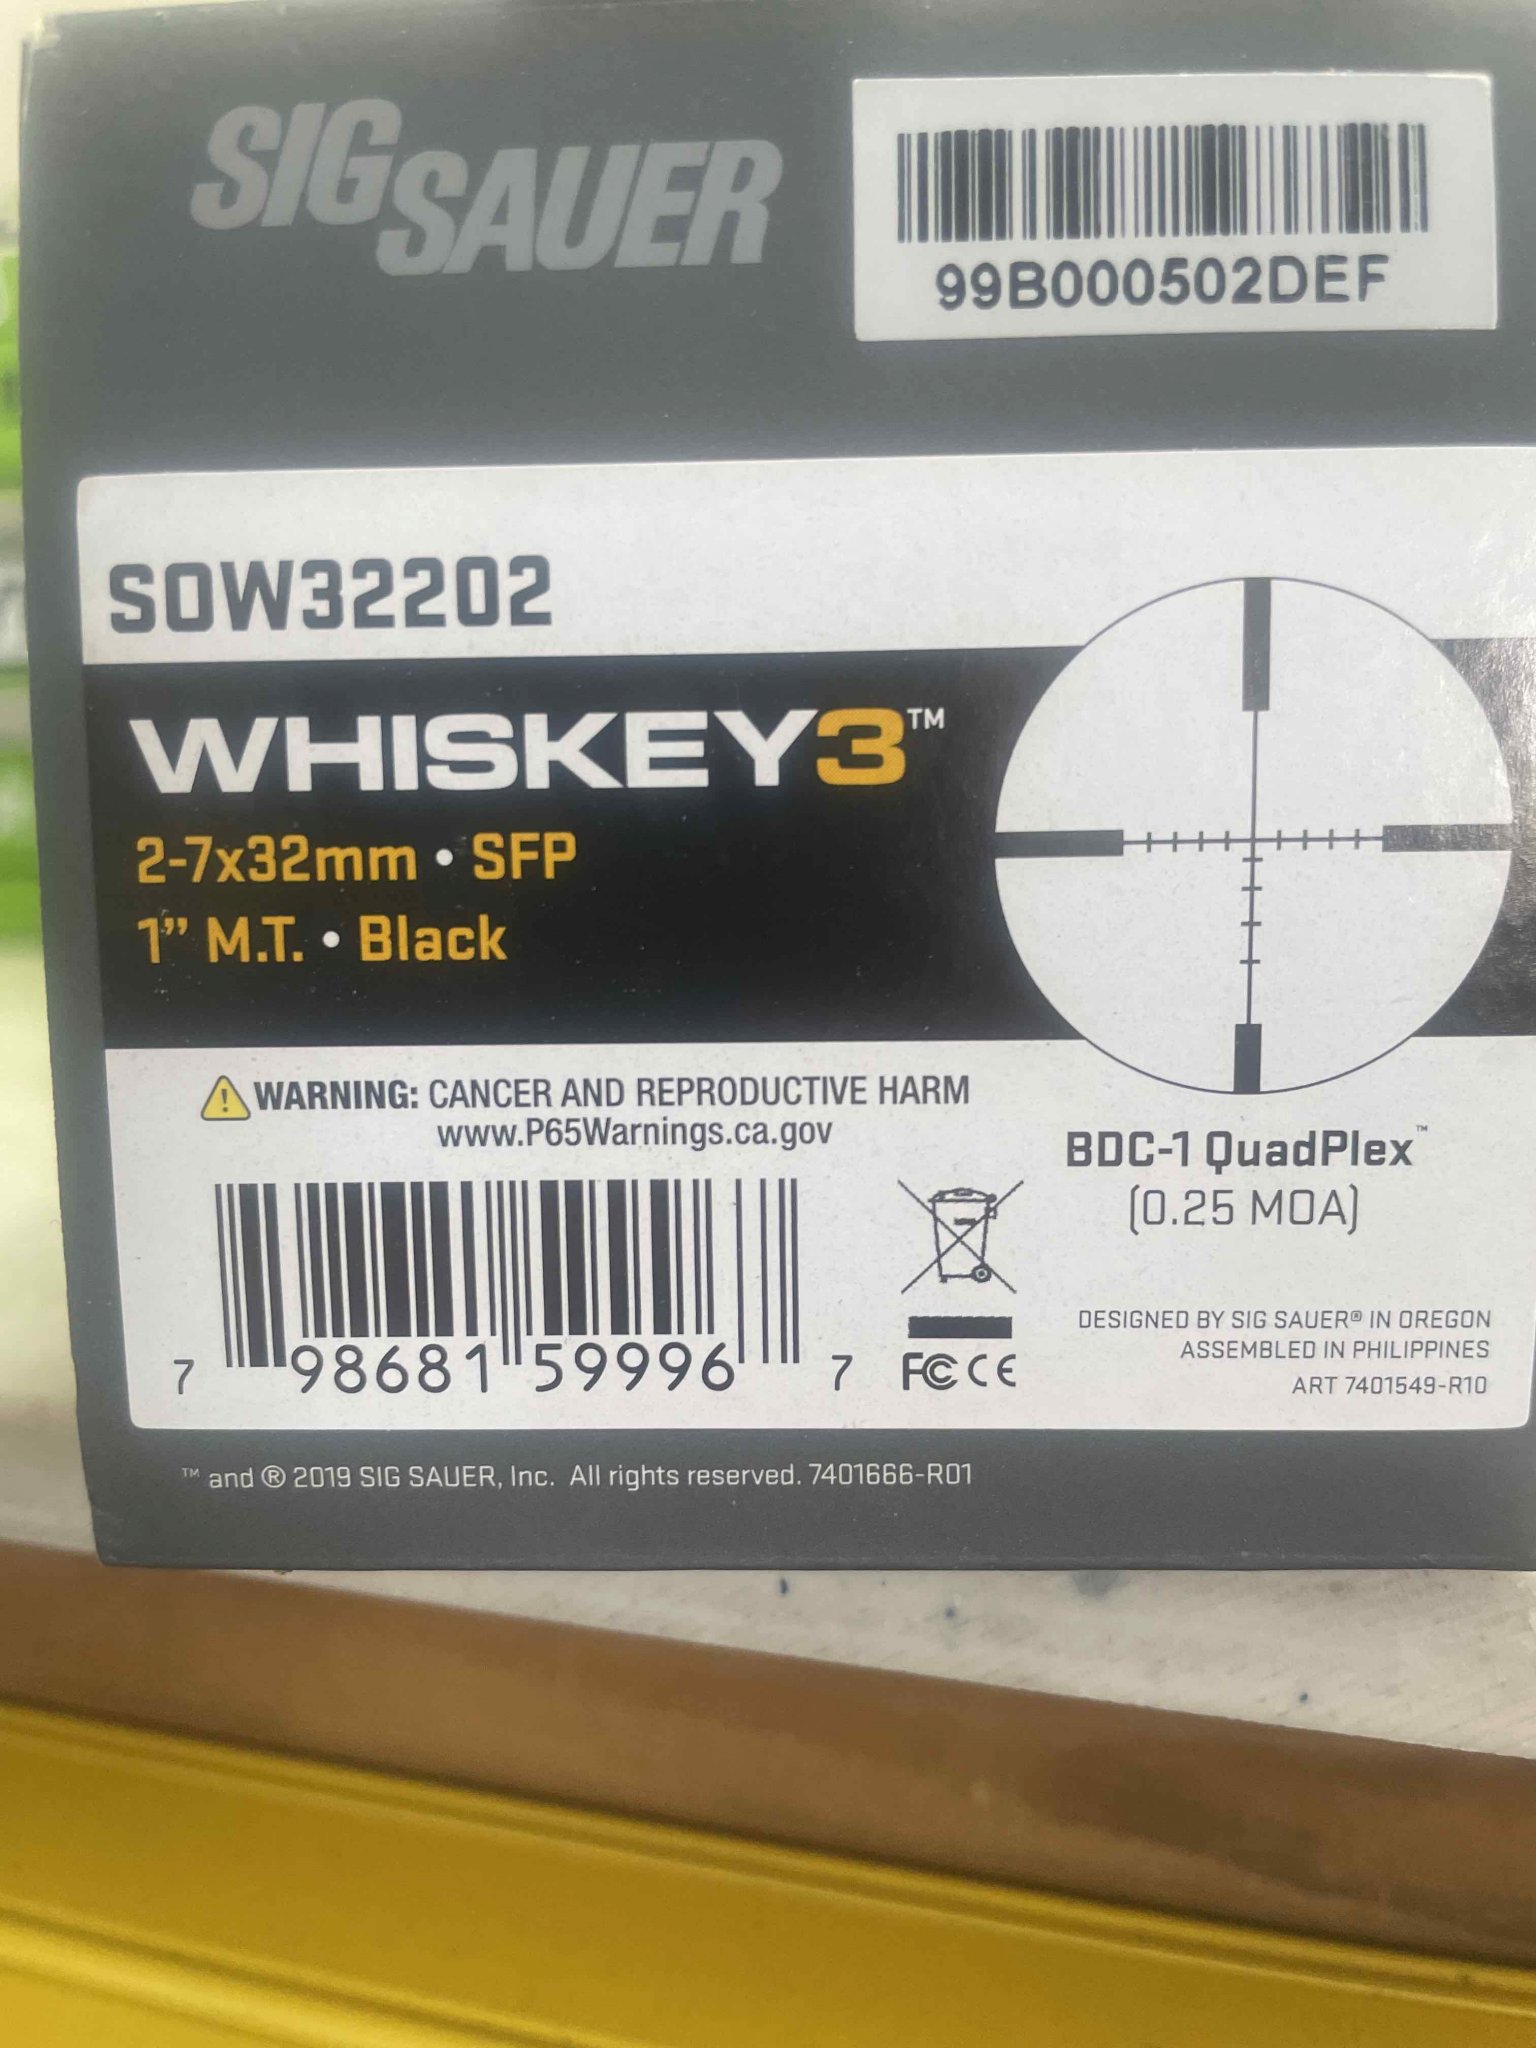 SIG SAUER
99B000502DEF
SOW32202
WHISKEY3™
2-7x32mm • SFP
1” M.T. • Black
WARNING: CANCER AND REPRODUCTIVE HARM
www.P65Warnings.ca.gov
BDC-1 QuadPlex™
(0.25 MOA)
7 98681 59996 7
FC CE
DESIGNED BY SIG SAUER® IN OREGON
ASSEMBLED IN PHILIPPINES
ART 7401549-R10
™ and ® 2019 SIG SAUER, Inc. All rights reserved. 7401666-R01